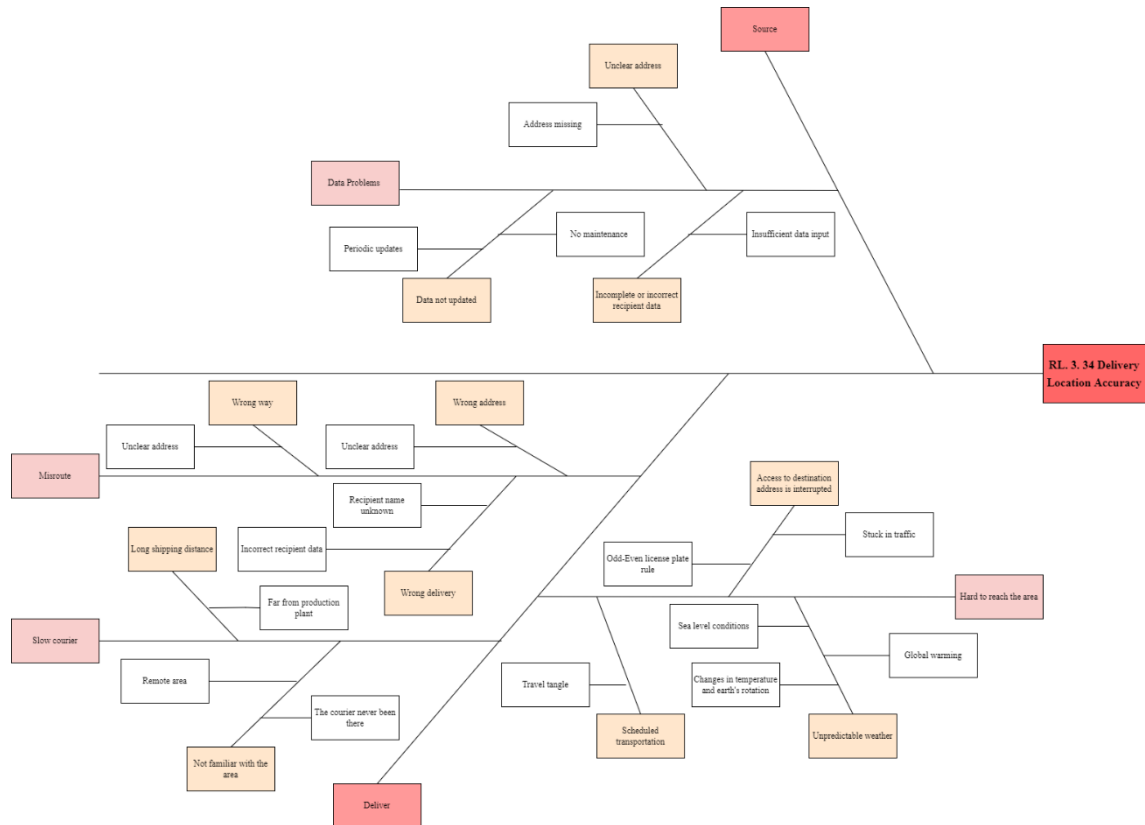 Source
Unclear address
Address missing
Data Problems
No maintenance
Insufficient data input
Periodic updates
Data not updated
Incomplete or incorrect
recipient data
RL. 3. 34 Delivery
Location Accuracy
Wrong way
Wrong address
Unclear address
Unclear address
Misroute
Access to destination
address is interrupted
Recipient name
unknown
Stuck in traffic
Long shipping distance
Incorrect recipient data
Odd-Even license plate
rule
Wrong delivery
Far from production
plant
Hard to reach the area
Slow courier
Sea level conditions
Global warming
Remote area
Travel tangle
Changes in temperature
and earth's rotation
The courier never been
there
Scheduled
transportation
Unpredictable weather
Not familiar with the
area
Deliver